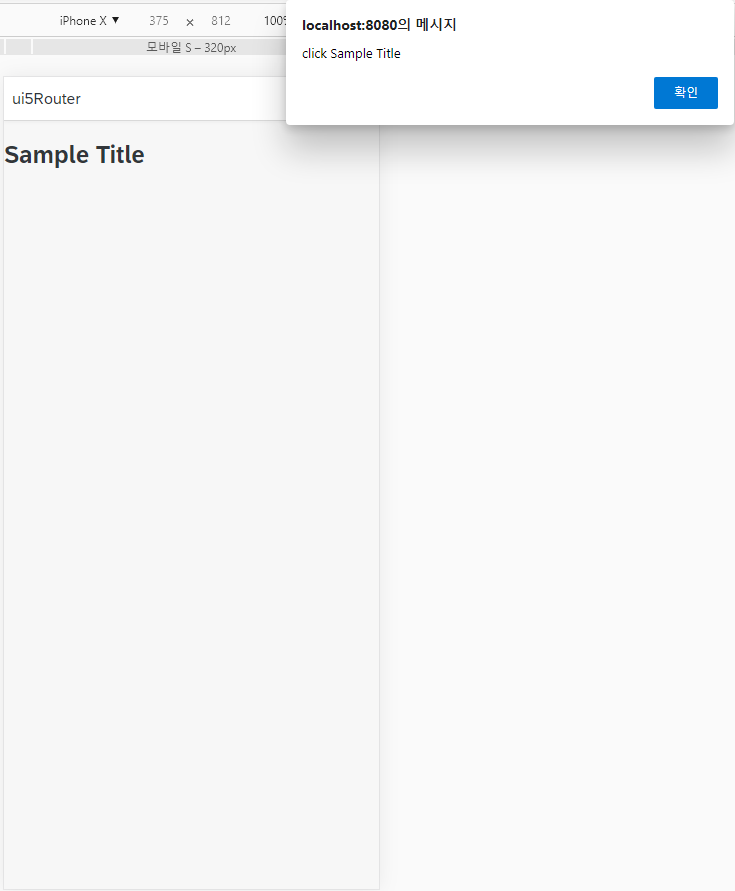 iPhone X ▼ 375 × 812 100%
모바일 S – 320px
localhost:8080의 메시지
click Sample Title
확인
ui5Router
Sample Title